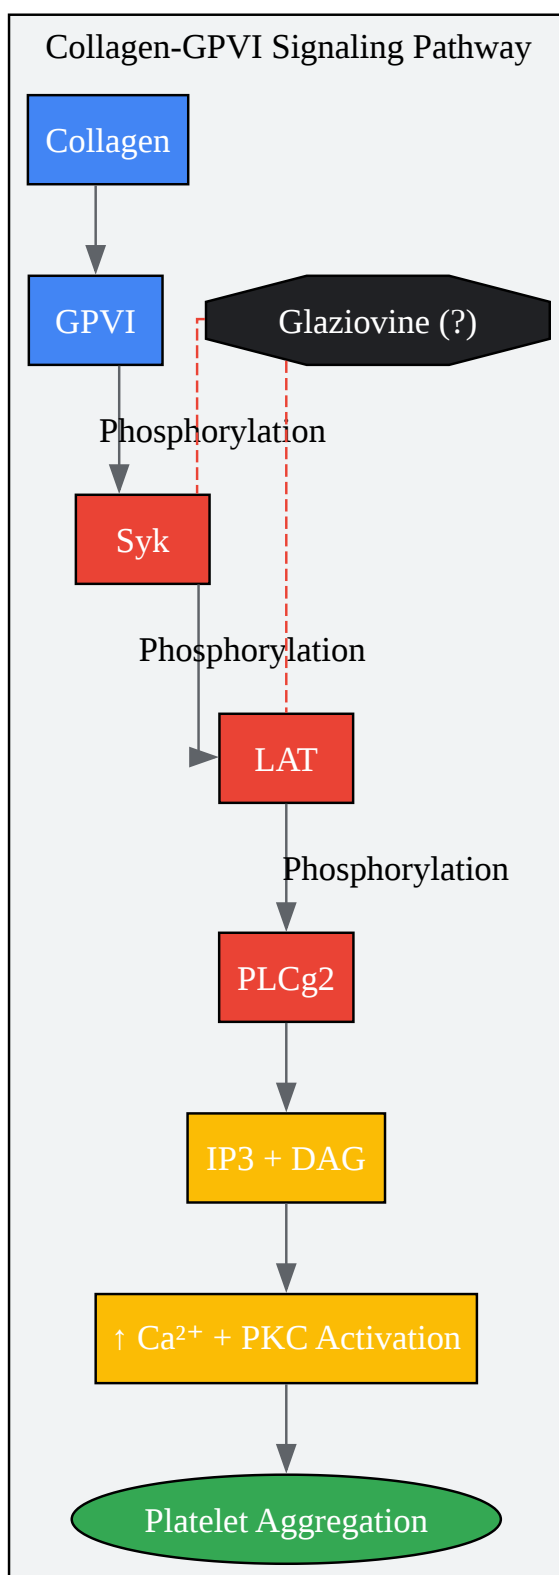 Collagen-GPVI Signaling Pathway
Collagen
GPVI
Glaziovine (?)
Phosphorylation
Syk
Phosphorylation
LAT
Phosphorylation
PLCg2
IP3 + DAG
↑ Ca²⁺ + PKC Activation
Platelet Aggregation